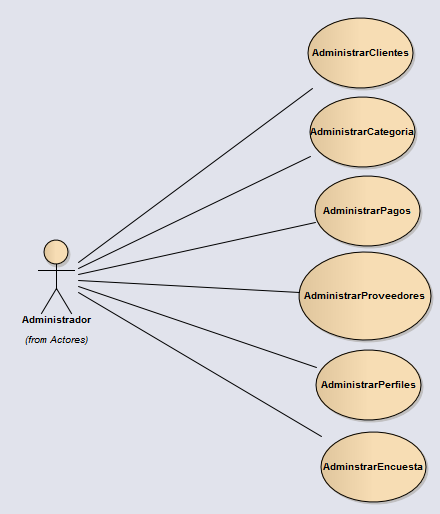 AdministrarClientes
AdministrarCategoria
AdministrarPagos
AdministrarProveedores
Administrador
(from Actores)
AdministrarPerfiles
AdminstrarEncuesta